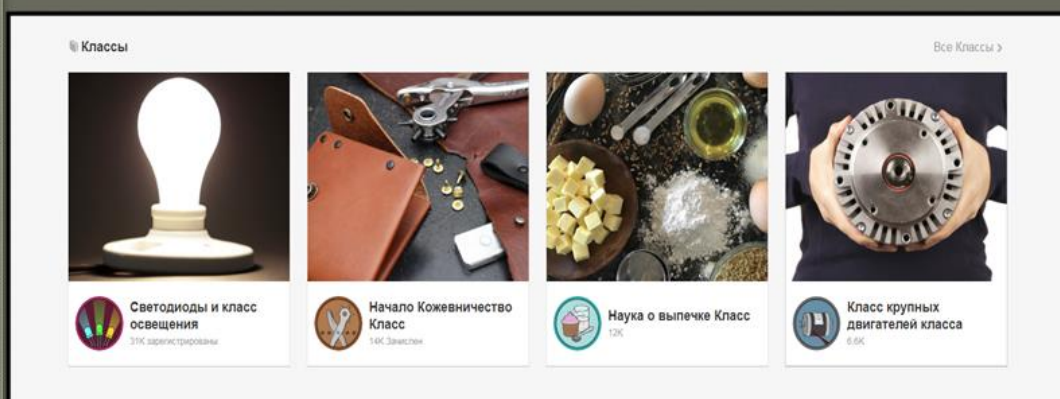 Классы
Все Классы >
Светодиоды и класс
освещения
31K зарегистрированы
Начало Кожевничество
Класс
14K Зачислен
Наука о выпечке Класс
12K
Класс крупных
двигателей класса
6.6K